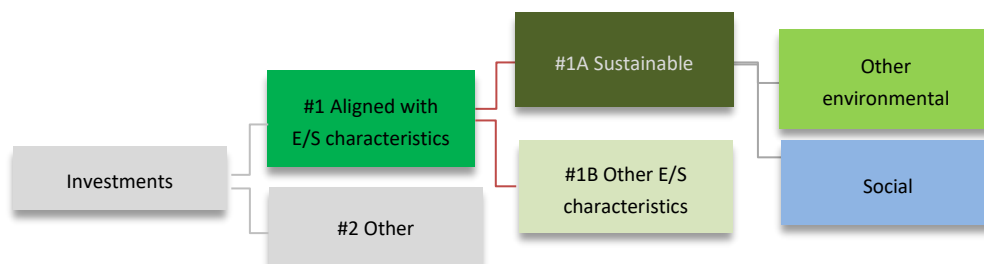 Investments
#1 Aligned with
E/S characteristics
#2 Other
#1A Sustainable
#1B Other E/S
characteristics
Other
environmental
Social